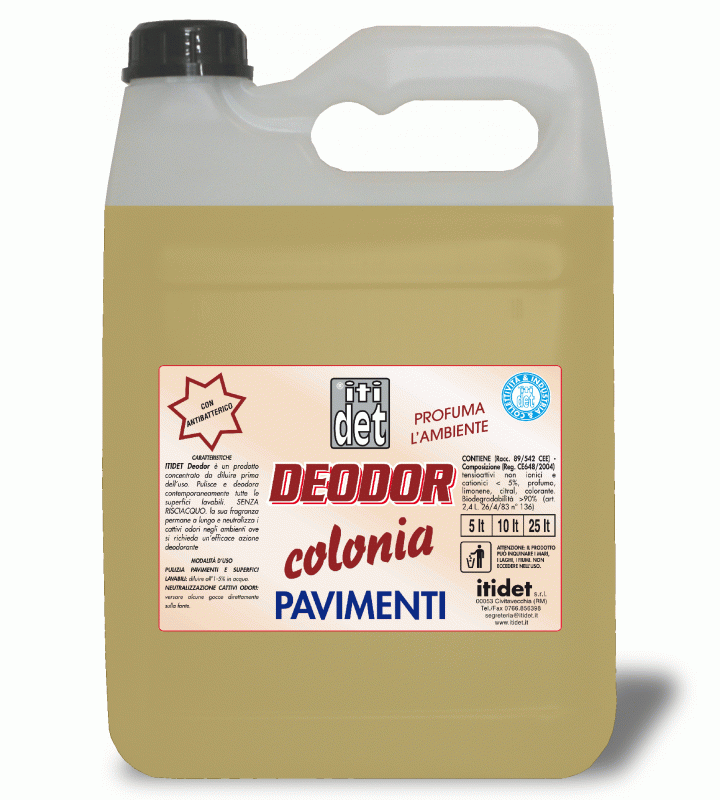 CON
ANTIBATTERICO
® iti
det
PROFUMA
L'AMBIENTE
COLLETTIVITÀ & INDUSTRIA &
iti
det
DEODOR
colonia
PAVIMENTI
CARATTERISTICHE
ITIDET Deodor è un prodotto
concentrato da diluire prima
dell'uso. Pulisce e deodora
contemporaneamente tutte le
superfici lavabili. SENZA
RISCIACQUO. la sua fragranza
permane a lungo e neutralizza i
cattivi odori negli ambienti ove
si richieda un'efficace azione
deodorante
MODALITÀ D'USO
PULIZIA PAVIMENTI E SUPERFICI
LAVABILI: diluire all'1-5% in acqua.
NEUTRALIZZAZIONE CATTIVI ODORI:
versare alcune gocce direttamente
sulla fonte.
CONTIENE (Racc. 89/542 CEE) -
Composizione (Reg. CE648/2004)
tensioattivi non ionici e
cationici < 5%, profumo,
limonene, citral, colorante.
Biodegradabilità >90% (art.
2,4 L. 26/4/83 n° 136)
5 lt 10 lt 25 lt
ATTENZIONE: IL PRODOTTO
PUÒ INQUINARE I MARI,
I LAGHI, I FIUMI. NON
ECCEDERE NELL'USO.
itidet s.r.l.
00053 Civitavecchia (RM)
Tel./Fax 0766.856398
segreteria@itidet.it
www.itidet.it